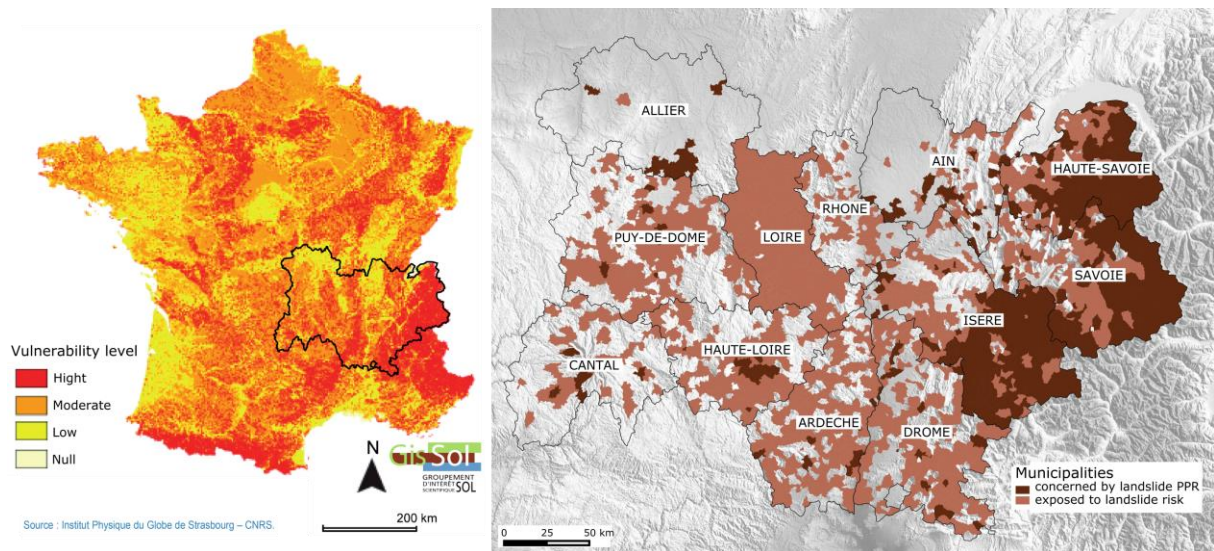 Vulnerability level
Hight
Moderate
Low
Null
N
GisSol
GROUPEMENT
D'INTÉRÊT
SCIENTIFIQUE SOL
200 km
Source : Institut Physique du Globe de Strasbourg – CNRS.
ALLIER
AIN
HAUTE-SAVOIE
RHONE
PUY-DE-DOME
LOIRE
SAVOIE
ISERE
HAUTE-LOIRE
CANTAL
ARDECHE
DROME
Municipalities
concerned by landslide PPR
exposed to landslide risk
0 25 50 km